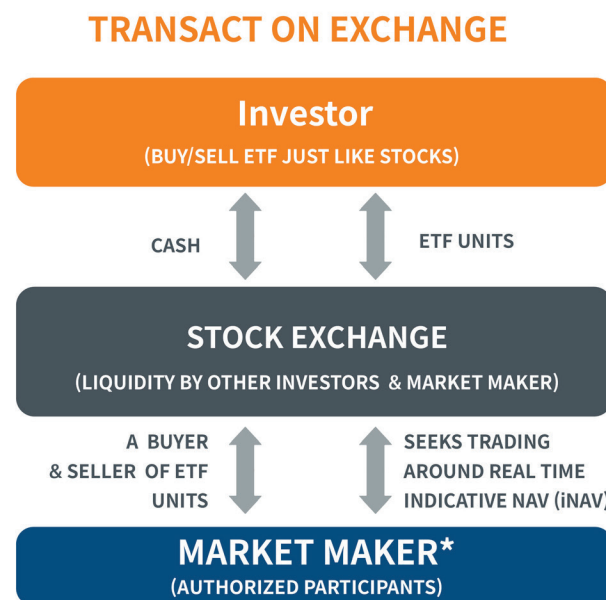 TRANSACT ON EXCHANGE
Investor
(BUY/SELL ETF JUST LIKE STOCKS)
CASH
ETF UNITS
STOCK EXCHANGE
(LIQUIDITY BY OTHER INVESTORS & MARKET MAKER)
A BUYER
& SELLER OF ETF
UNITS
SEEKS TRADING
AROUND REAL TIME
INDICATIVE NAV (iNAV)
MARKET MAKER*
(AUTHORIZED PARTICIPANTS)